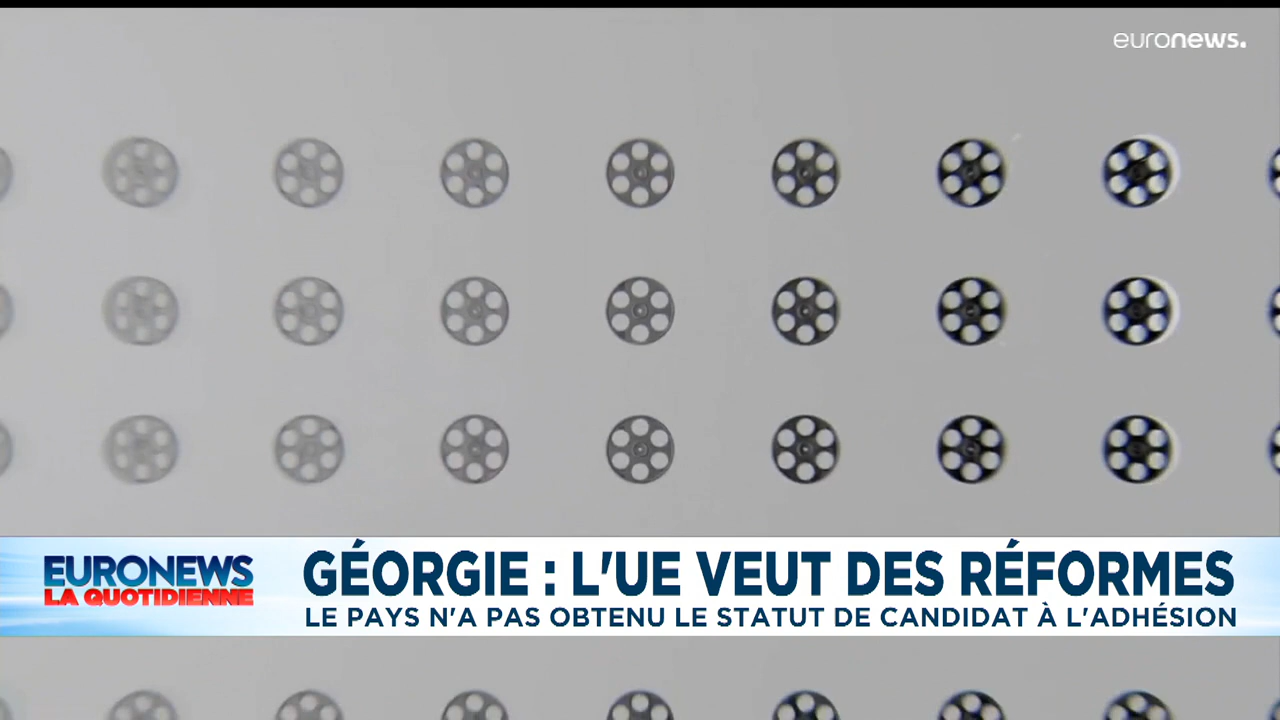 euronews.
EURONEWS
LA QUOTIDIENNE
GÉORGIE : L'UE VEUT DES RÉFORMES
LE PAYS N'A PAS OBTENU LE STATUT DE CANDIDAT À L'ADHÉSION